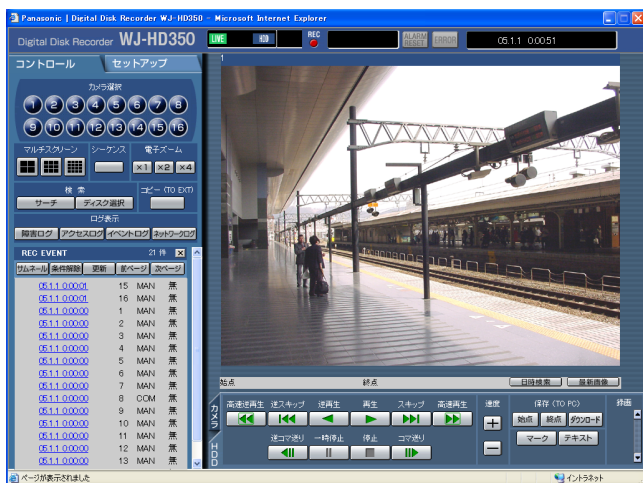 Panasonic | Digital Disk Recorder WJ-HD350 - Microsoft Internet Explorer
Digital Disk Recorder WJ-HD350
LIVE HDD REC ALARM RESET ERROR 05.1.1 0:00:51
コントロール セットアップ
1
カメラ選択
1 2 3 4 5 6 7 8
9 10 11 12 13 14 15 16
マルチスクリーン シーケンス 電子ズーム
×1 ×2 ×4
検索 コピー (TO EXT)
サーチ ディスク選択
ログ表示
障害ログ アクセスログ イベントログ ネットワークログ
REC EVENT 21 件
サムネール 条件解除 更新 前ページ 次ページ
05.1.1 0:00:01 15 MAN 無
05.1.1 0:00:01 16 MAN 無
05.1.1 0:00:00 1 MAN 無
05.1.1 0:00:00 2 MAN 無
05.1.1 0:00:00 3 MAN 無
05.1.1 0:00:00 4 MAN 無
05.1.1 0:00:00 5 MAN 無
05.1.1 0:00:00 6 MAN 無
05.1.1 0:00:00 7 MAN 無
05.1.1 0:00:00 8 COM 無
05.1.1 0:00:00 9 MAN 無
05.1.1 0:00:00 10 MAN 無
05.1.1 0:00:00 11 MAN 無
05.1.1 0:00:00 12 MAN 無
05.1.1 0:00:00 13 MAN 無
始点 終点 日時検索 最新画像
カメラ
HDD
高速逆再生 逆スキップ 逆再生 再生 スキップ 高速再生
逆コマ送り 一時停止 停止 コマ送り
速度
+
−
保存 (TO PC)
始点 終点 ダウンロード
マーク テキスト
録画
ページが表示されました イントラネット